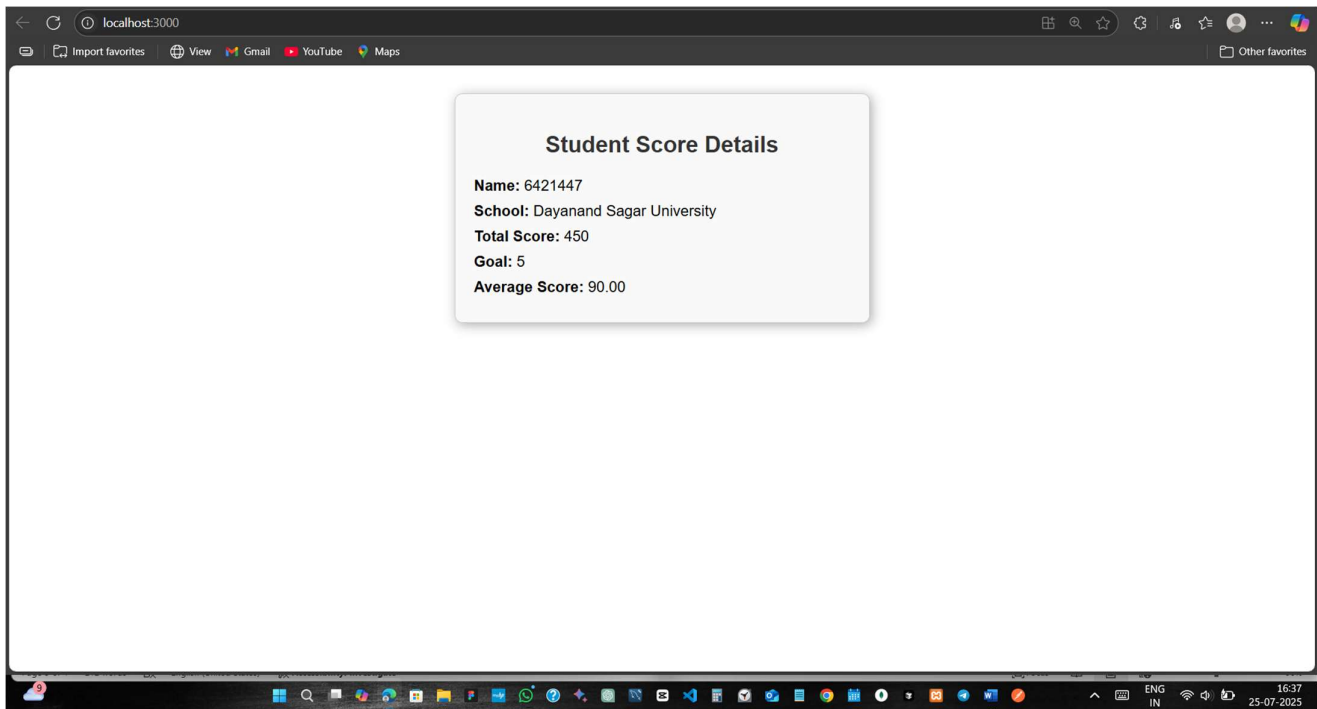 localhost:3000
Import favorites View Gmail YouTube Maps Other favorites
Student Score Details
Name: 6421447
School: Dayanand Sagar University
Total Score: 450
Goal: 5
Average Score: 90.00
9
ENG
IN
16:37
25-07-2025